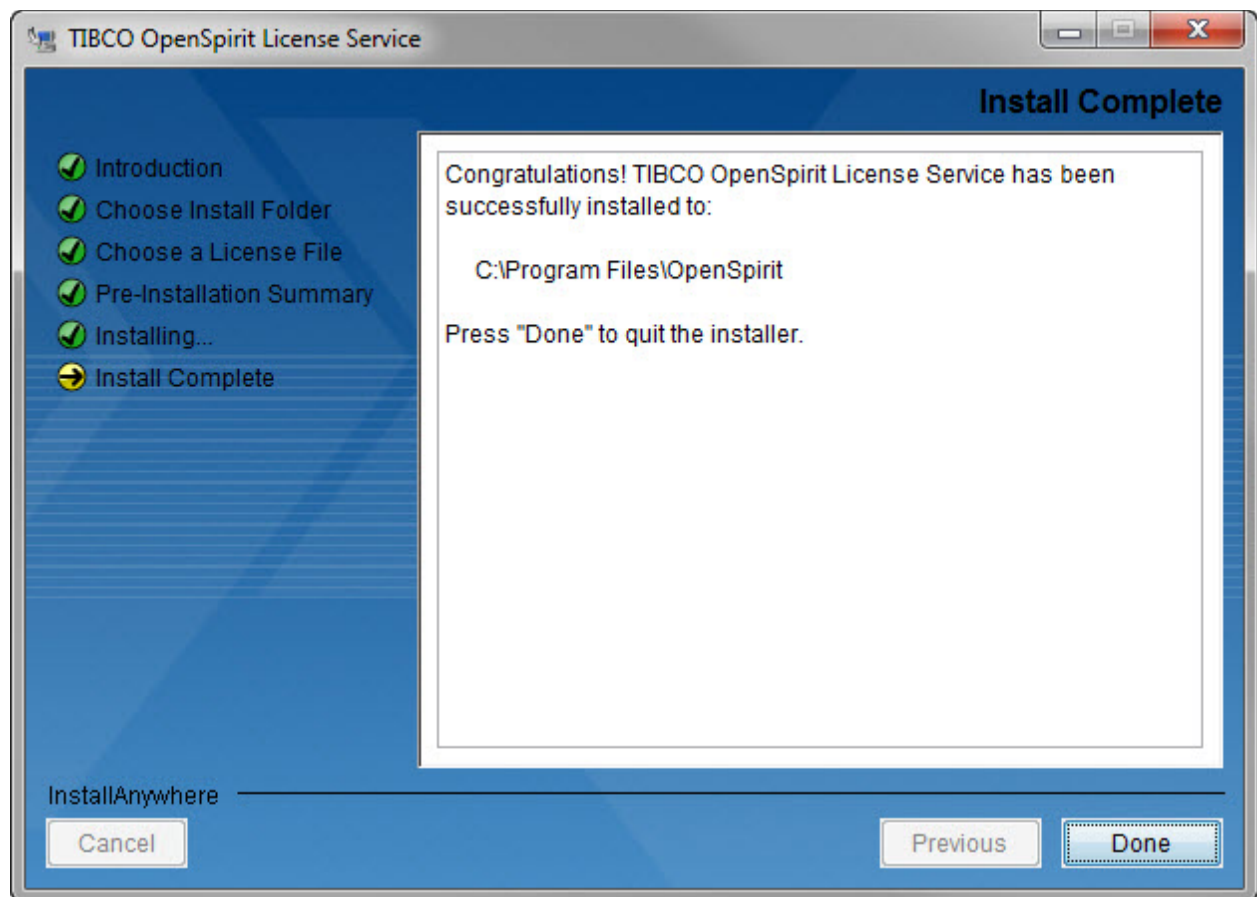 TIBCO OpenSpirit License Service
Install Complete
Introduction
Choose Install Folder
Choose a License File
Pre-Installation Summary
Installing...
Install Complete
Congratulations! TIBCO OpenSpirit License Service has been
successfully installed to:
C:\Program Files\OpenSpirit
Press "Done" to quit the installer.
InstallAnywhere
Cancel
Previous
Done